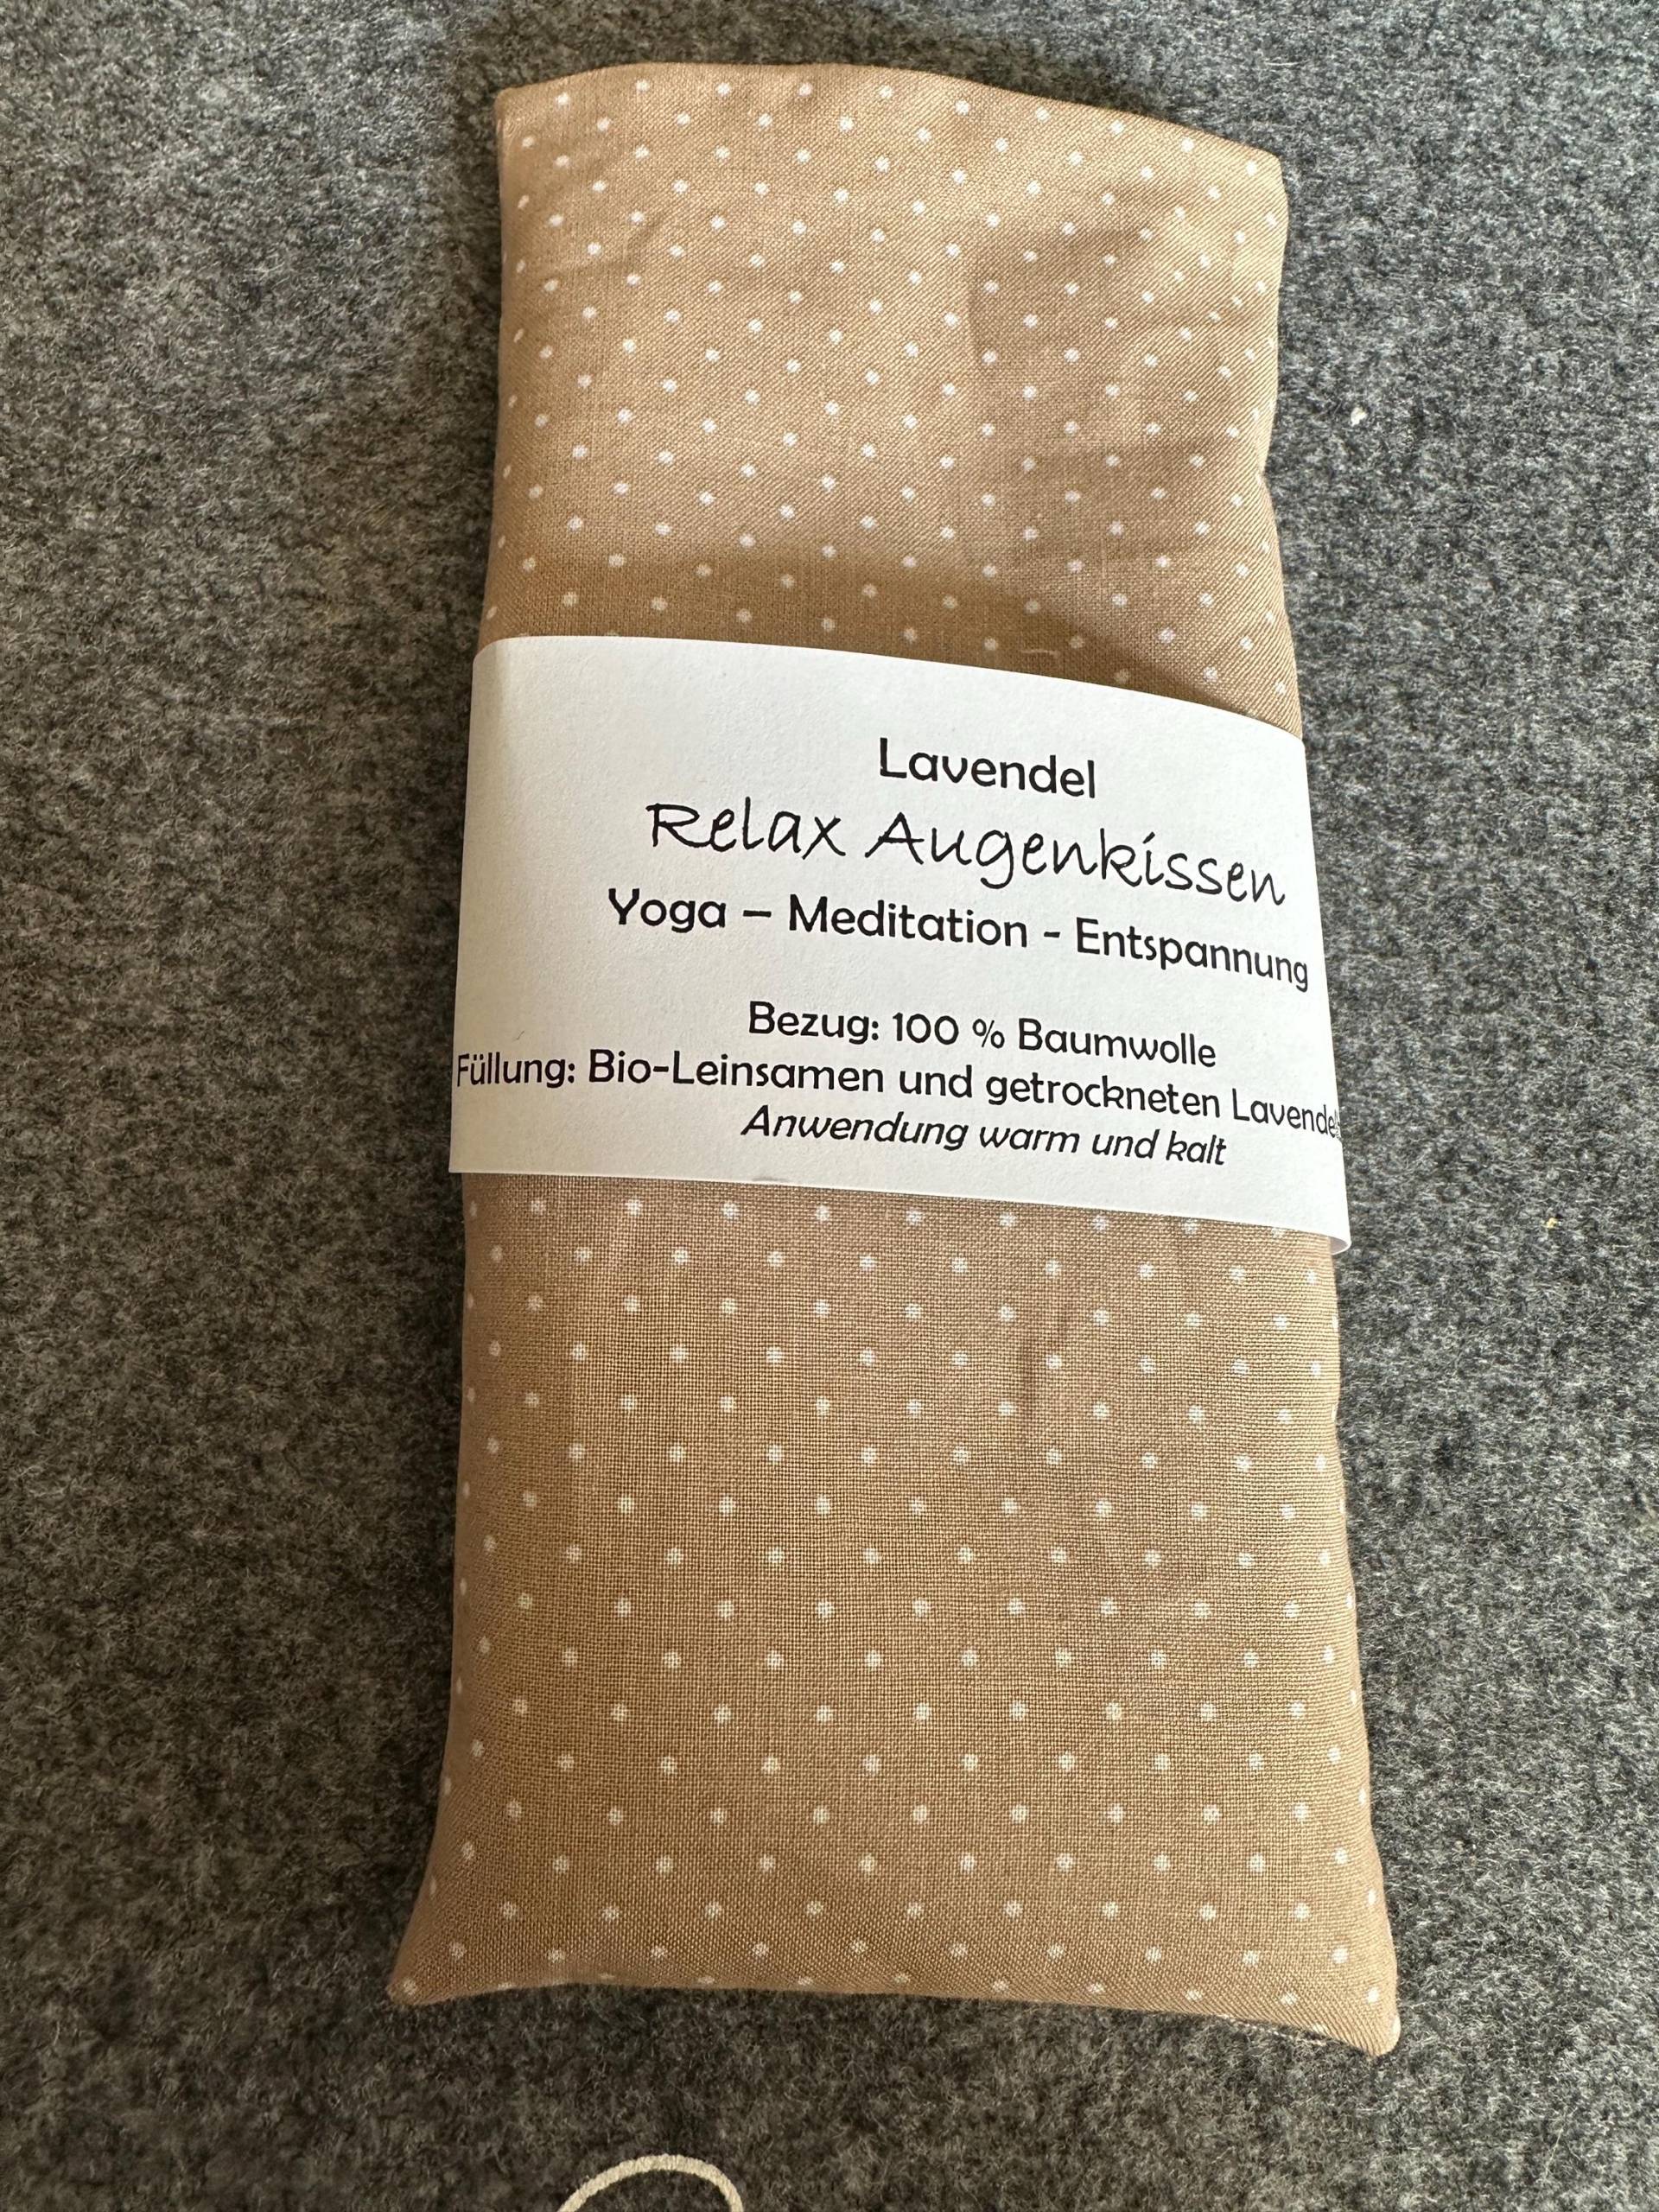 Lavendel
Relax Augenkissen
Yoga – Meditation - Entspannung
Bezug: 100 % Baumwolle
Füllung: Bio-Leinsamen und getrockneten
Anwendung warm und kalt